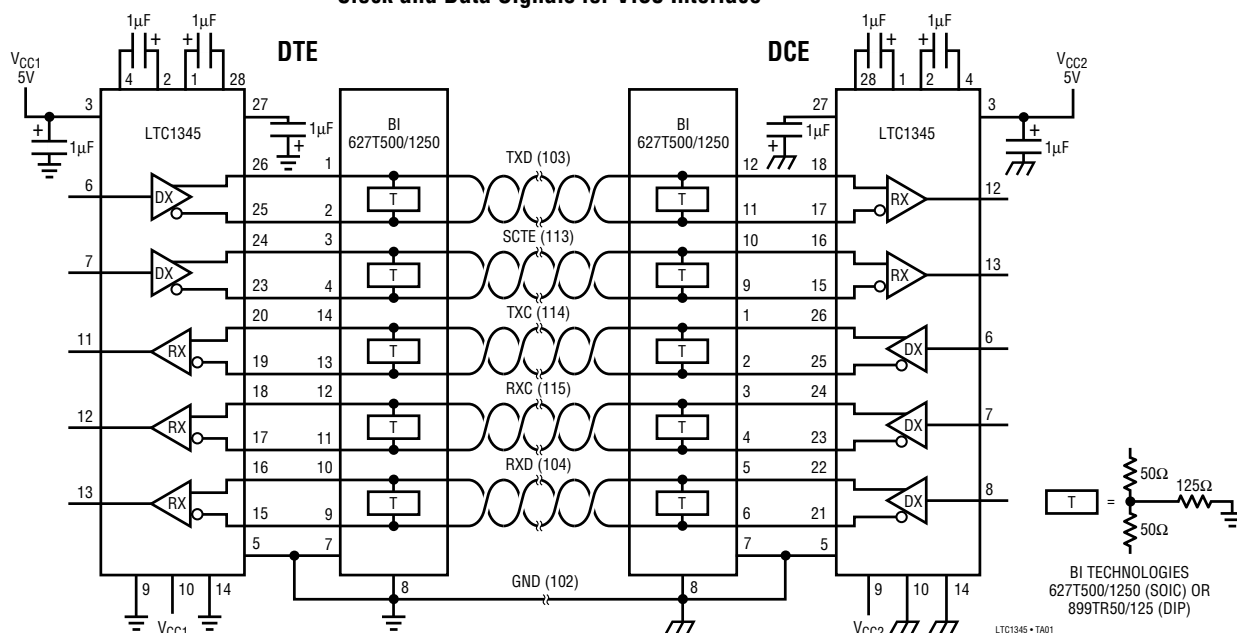 Clock and Data Signals for V.35 Interface
1µF 1µF
DTE
DCE
1µF 1µF
VCC1
5V
4 2 1 28
28 1 2 4
VCC2
5V
3
LTC1345
27
1µF
1µF
BI
627T500/1250
BI
627T500/1250
27
1µF
LTC1345
3
1µF
6
DX
26
25
1
2
T
TXD (103)
T
12
11
18
17
RX
12
7
DX
24
23
3
4
T
SCTE (113)
T
10
9
16
15
RX
13
11
RX
20
19
14
13
T
TXC (114)
T
1
2
26
25
DX
6
12
RX
18
17
12
11
T
RXC (115)
T
3
4
24
23
DX
7
13
RX
16
15
10
9
T
RXD (104)
T
5
6
22
21
DX
8
5 7
7 5
9 10 14
VCC1
8
GND (102)
8
9 10 14
VCC2
T =
50Ω
125Ω
50Ω
BI TECHNOLOGIES
627T500/1250 (SOIC) OR
899TR50/125 (DIP)
LTC1345 • TA01